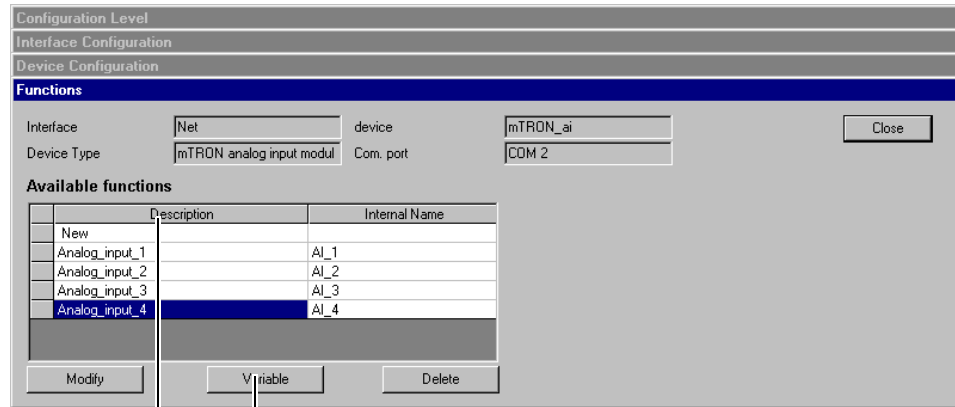 Configuration Level
Interface Configuration
Device Configuration
Functions
Interface Net device mTRON_ai Close
Device Type mTRON analog input modul Com. port COM 2
Available functions
Description Internal Name
New
Analog_input_1 AI_1
Analog_input_2 AI_2
Analog_input_3 AI_3
Analog_input_4 AI_4
Modify Variable Delete